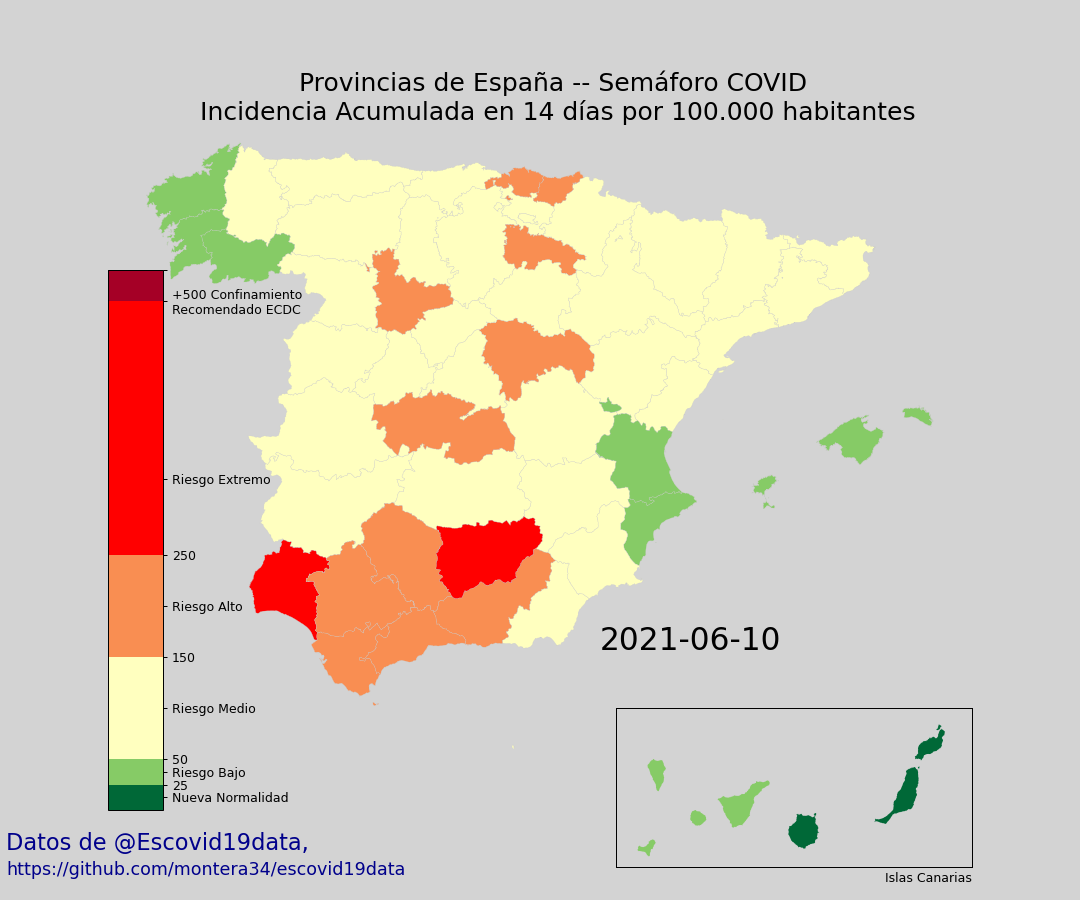 Provincias de España -- Semáforo COVID
Incidencia Acumulada en 14 días por 100.000 habitantes
+500 Confinamiento
Recomendado ECDC
Riesgo Extremo
250
Riesgo Alto
150
Riesgo Medio
50
Riesgo Bajo
25
Nueva Normalidad
2021-06-10
Islas Canarias
Datos de @Escovid19data,
https://github.com/montera34/escovid19data